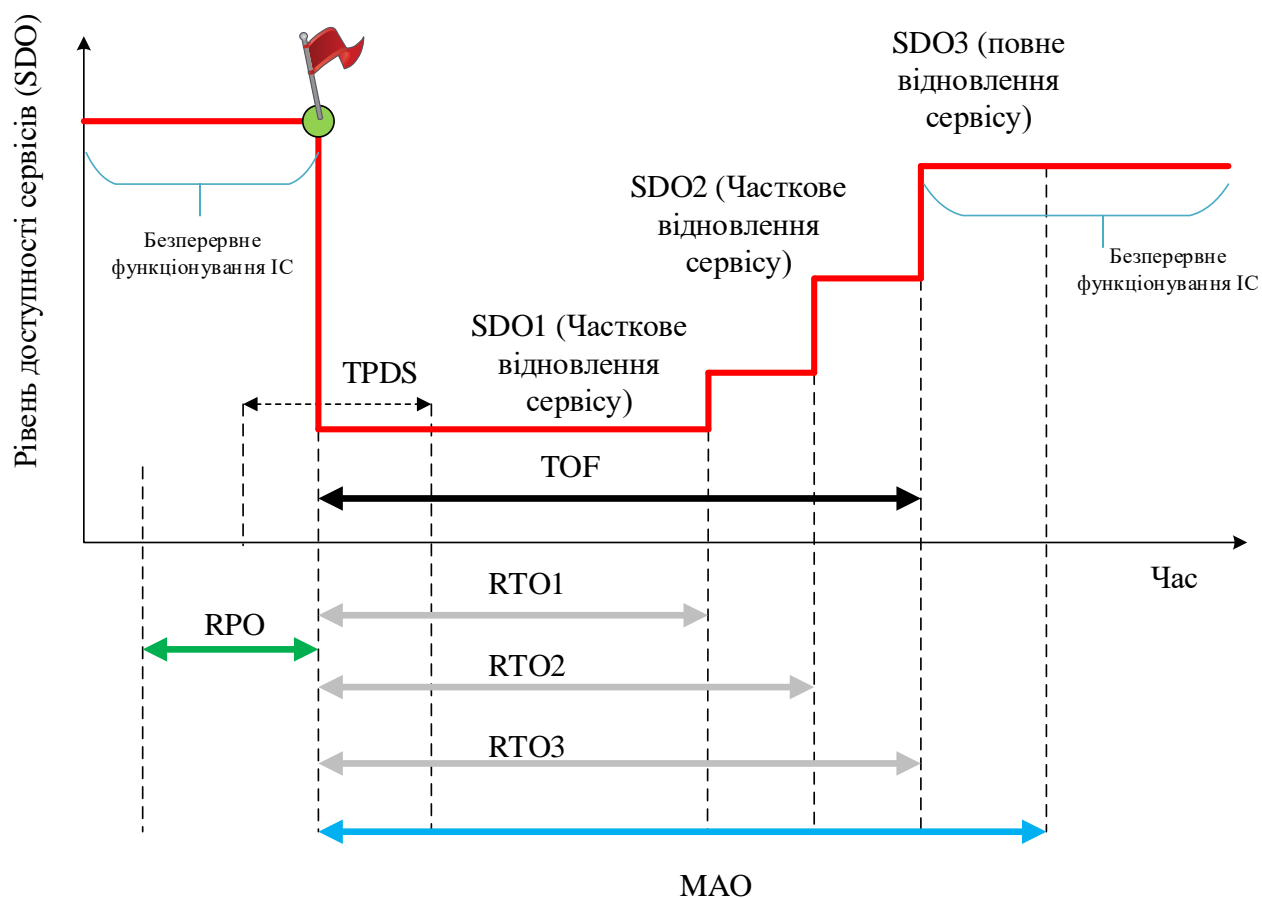 Рівень доступності сервісів (SDO)
SDO3 (повне
відновлення
сервісу)
SDO2 (Часткове
відновлення
сервісу)
Безперервне
функціонування ІС
Безперервне
функціонування ІС
SDO1 (Часткове
відновлення
сервісу)
TPDS
TOF
Час
RTO1
RPO
RTO2
RTO3
MAO